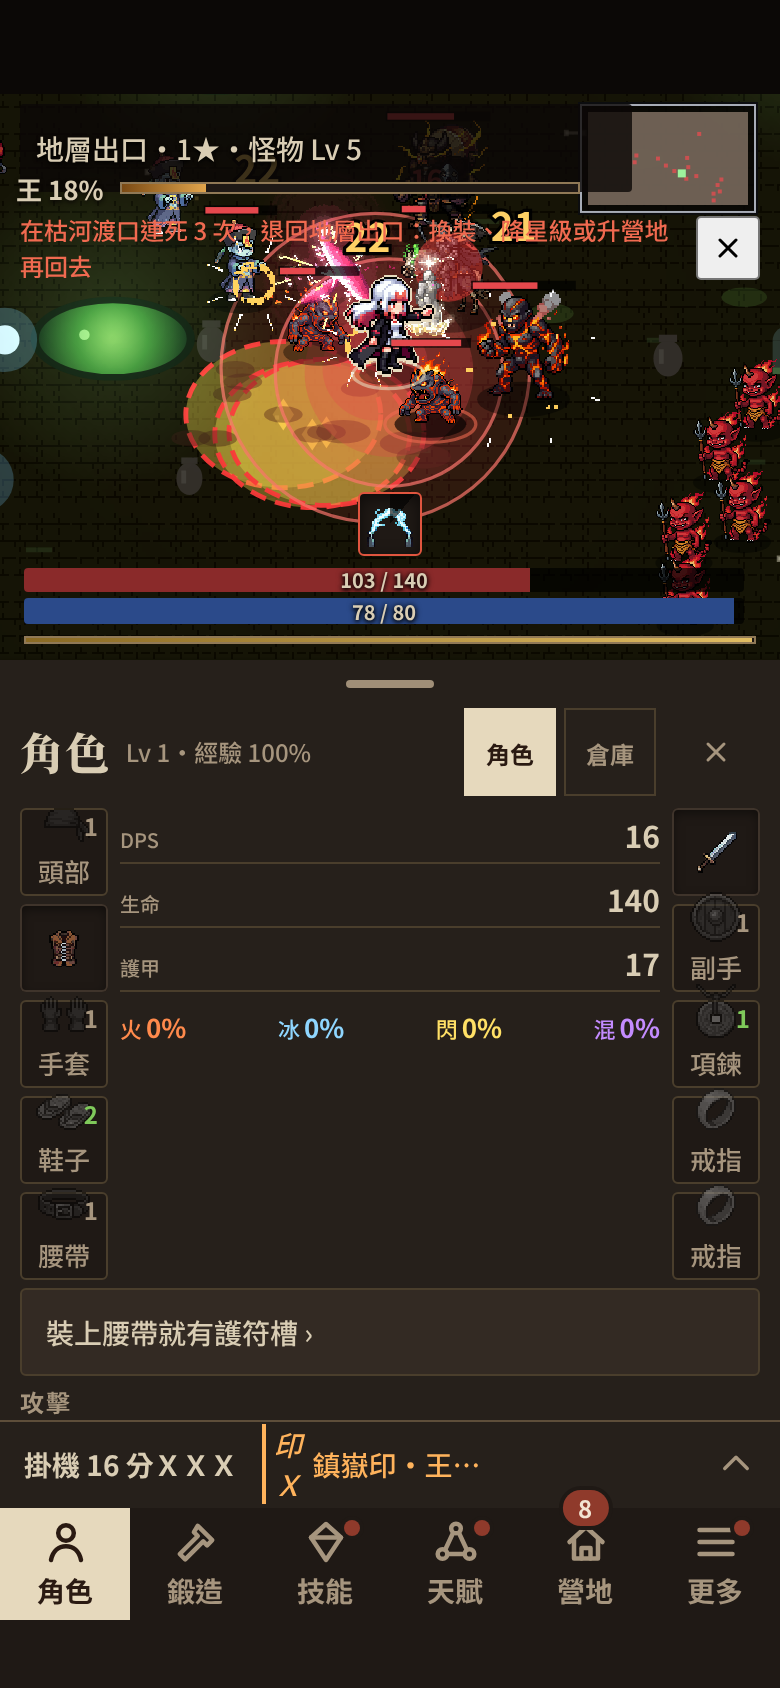 地層出口・1★・怪物 Lv 5
王 18%
在枯河渡口連死 3 次，退回地層出口：換裝、降星級或升營地
再回去
22
22
21
103 / 140
78 / 80
角色
Lv 1・經驗 100%
角色
倉庫
1
頭部
DPS
16
生命
140
1
副手
護甲
17
1
手套
火 0%
冰 0%
閃 0%
混 0%
1
項鍊
2
鞋子
戒指
1
腰帶
戒指
裝上腰帶就有護符槽 ›
攻擊
掛機 16 分 X X X
印
X
鎮嶽印・王…
8
角色
鍛造
技能
天賦
營地
更多